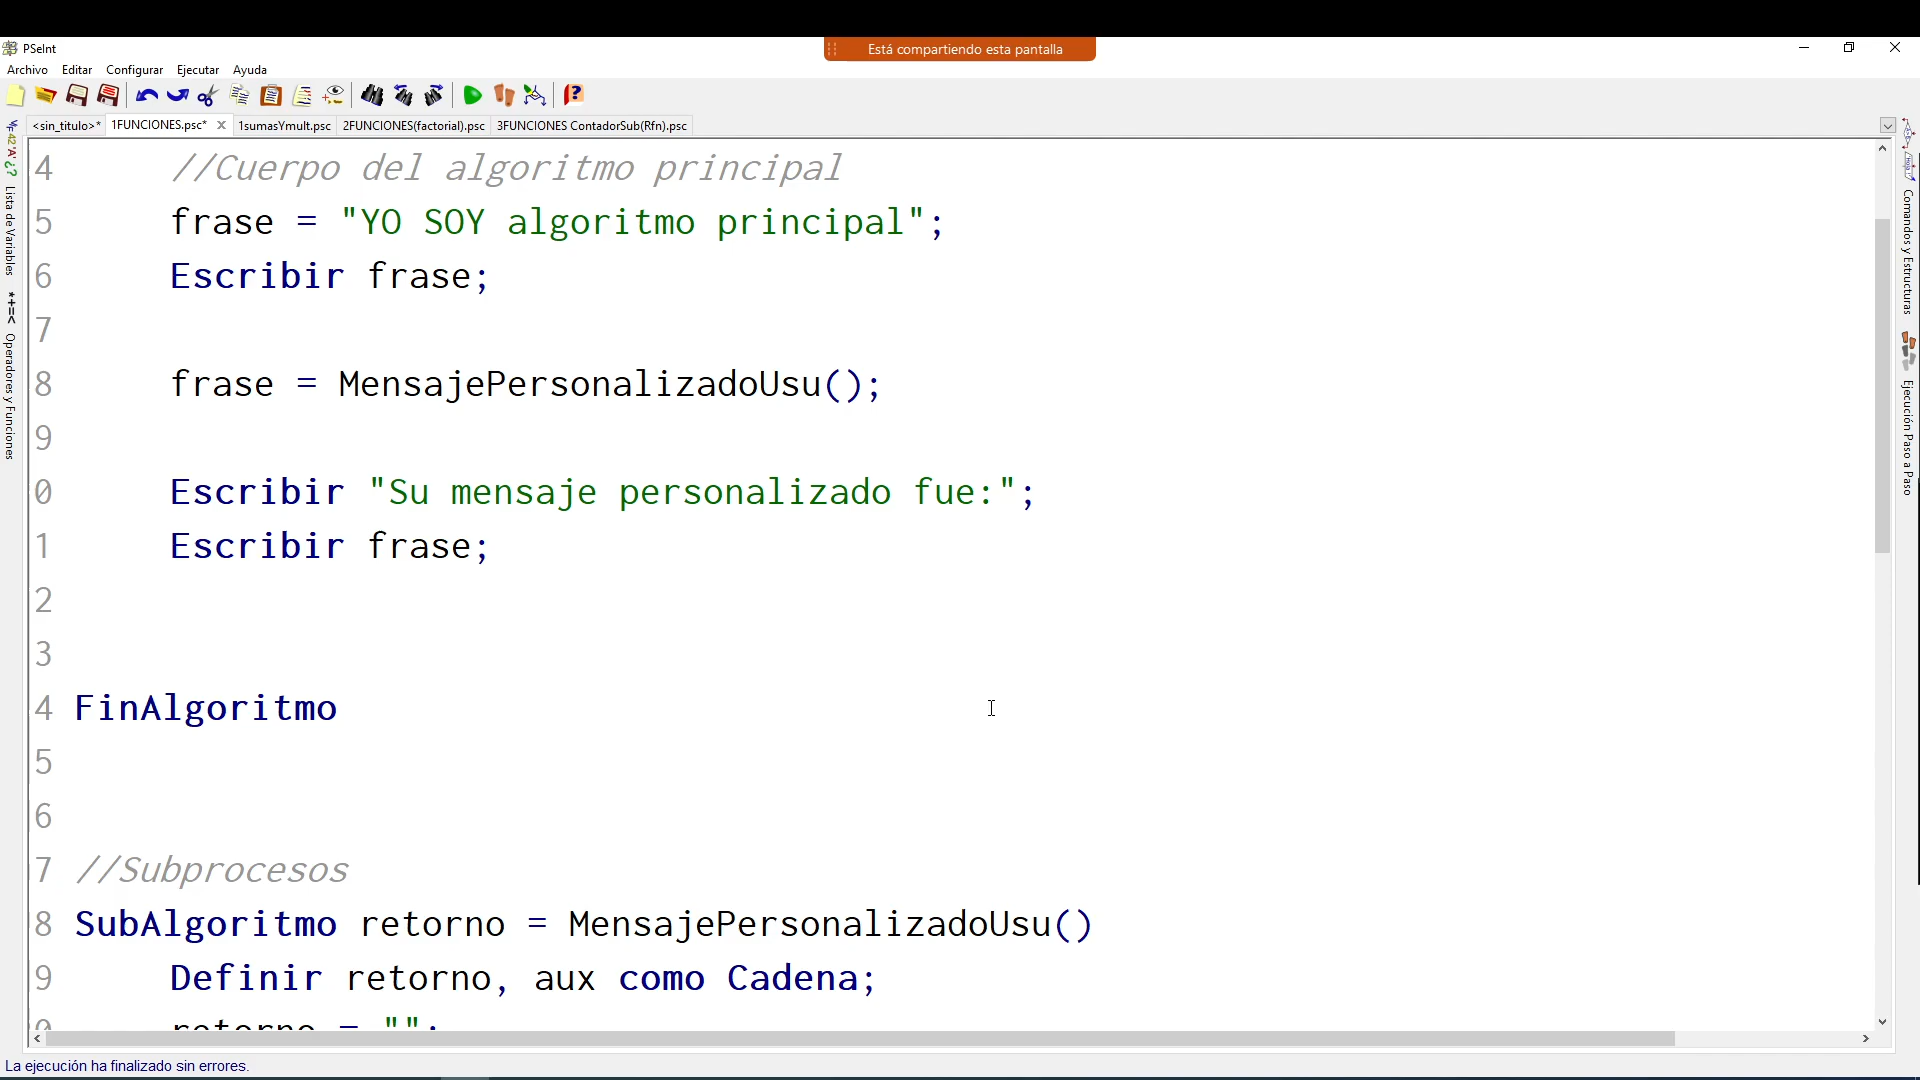 PSeInt
Está compartiendo esta pantalla
Archivo Editar Configurar Ejecutar Ayuda
<sin_titulo>* 1FUNCIONES.psc* 1sumasYmult.psc 2FUNCIONES(factorial).psc 3FUNCIONES ContadorSub(Rfn).psc
4 //Cuerpo del algoritmo principal
5 frase = "YO SOY algoritmo principal";
6 Escribir frase;
7
8 frase = MensajePersonalizadoUsu();
9
0 Escribir "Su mensaje personalizado fue:";
1 Escribir frase;
2
3
4 FinAlgoritmo
5
6
7 //Subprocesos
8 SubAlgoritmo retorno = MensajePersonalizadoUsu()
9 Definir retorno, aux como Cadena;
0 retorno = "";
Lista de Variables
*+=< Operadores y Funciones
Comandos y Estructuras
Ejecución Paso a Paso
La ejecución ha finalizado sin errores.